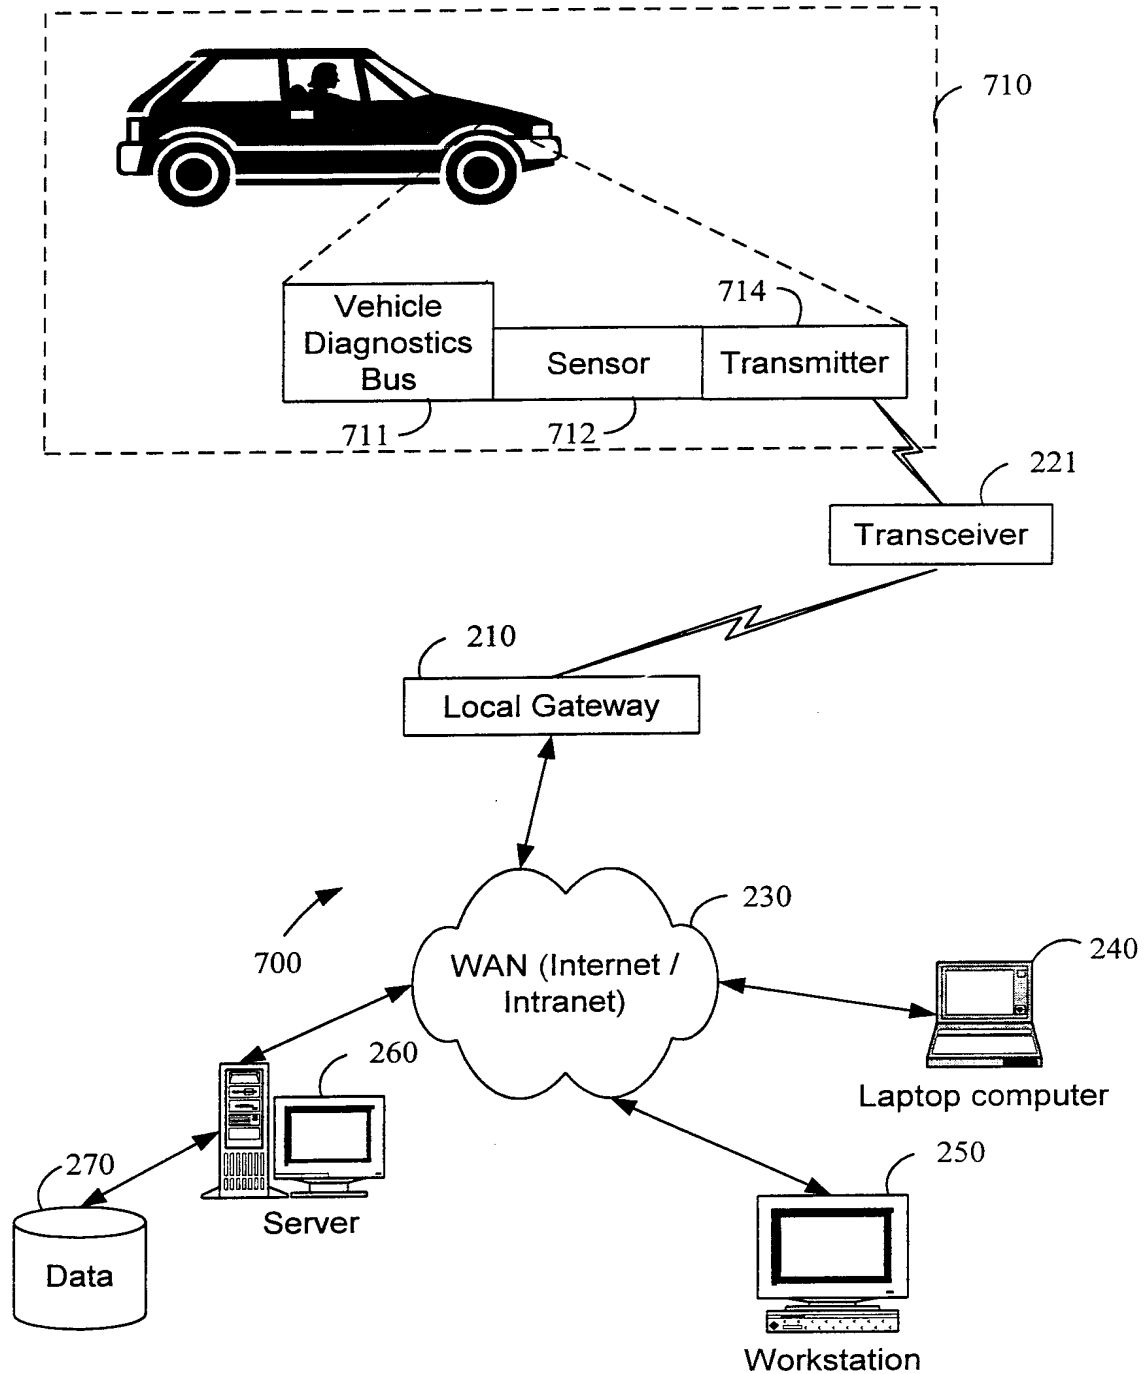 710
714
Vehicle
Diagnostics
Bus
Sensor
Transmitter
711
712
221
Transceiver
210
Local Gateway
230
700
WAN (Internet /
Intranet)
240
Laptop computer
260
270
Server
Data
250
Workstation